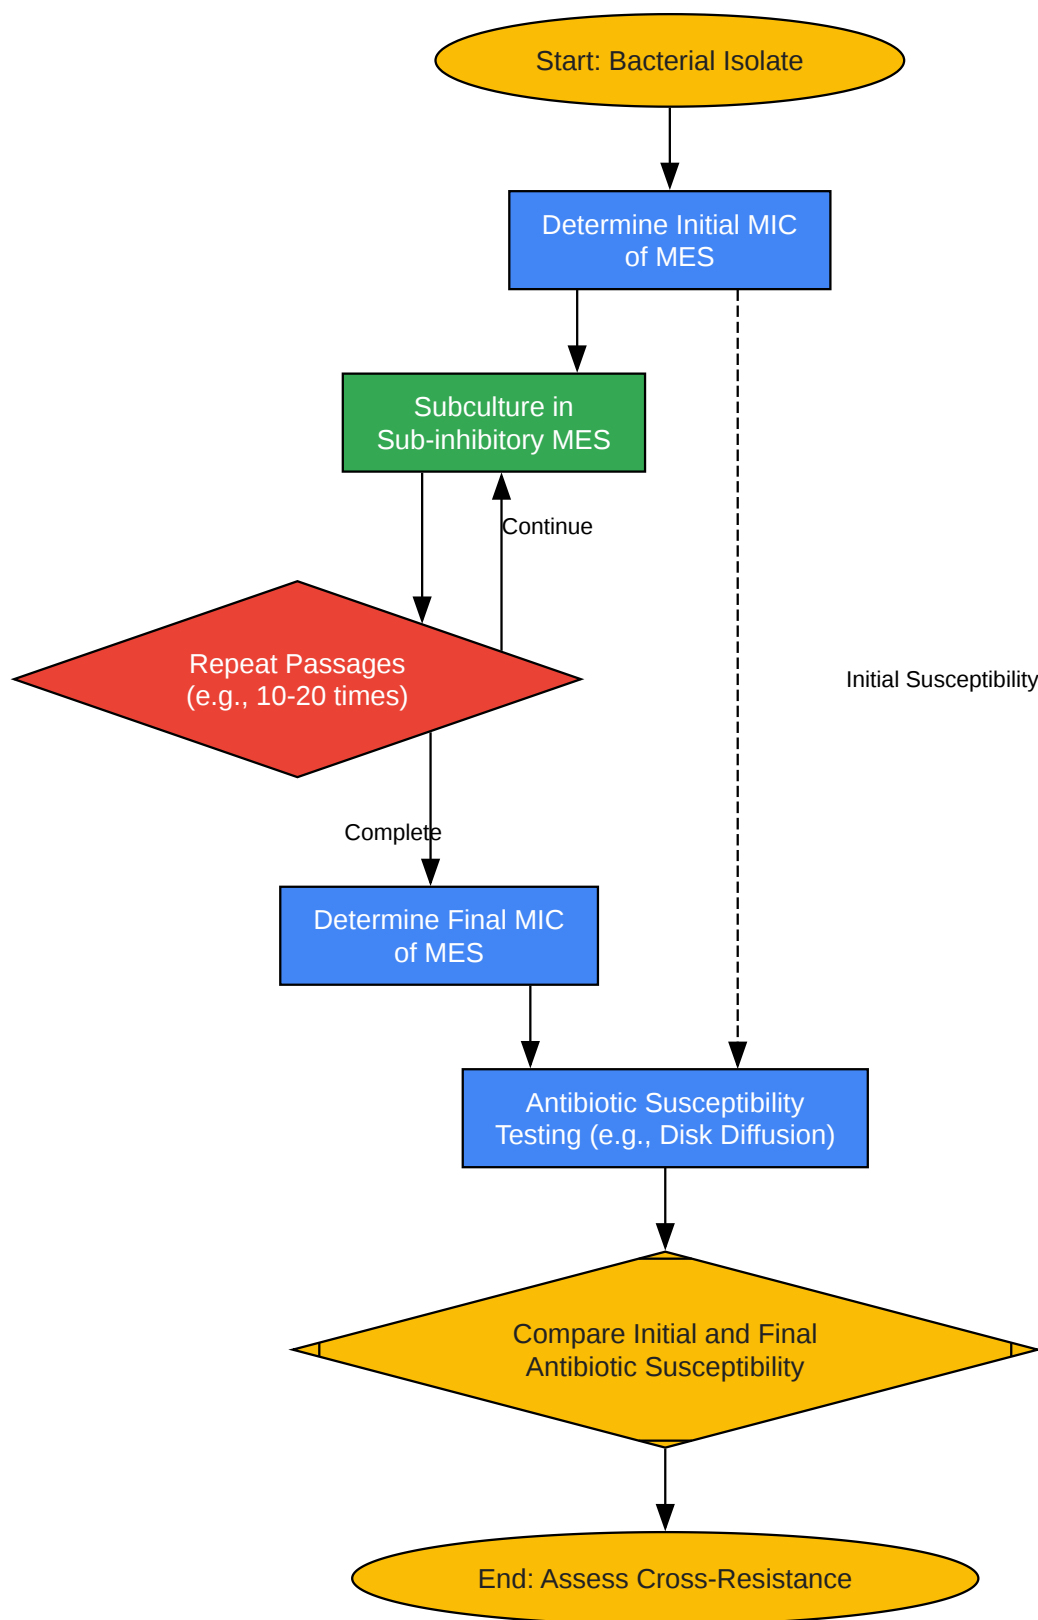 Start: Bacterial Isolate
Determine Initial MIC
of MES
Subculture in
Sub-inhibitory MES
Continue
Repeat Passages
(e.g., 10-20 times)
Initial Susceptibility
Complete
Determine Final MIC
of MES
Antibiotic Susceptibility
Testing (e.g., Disk Diffusion)
Compare Initial and Final
Antibiotic Susceptibility
End: Assess Cross-Resistance